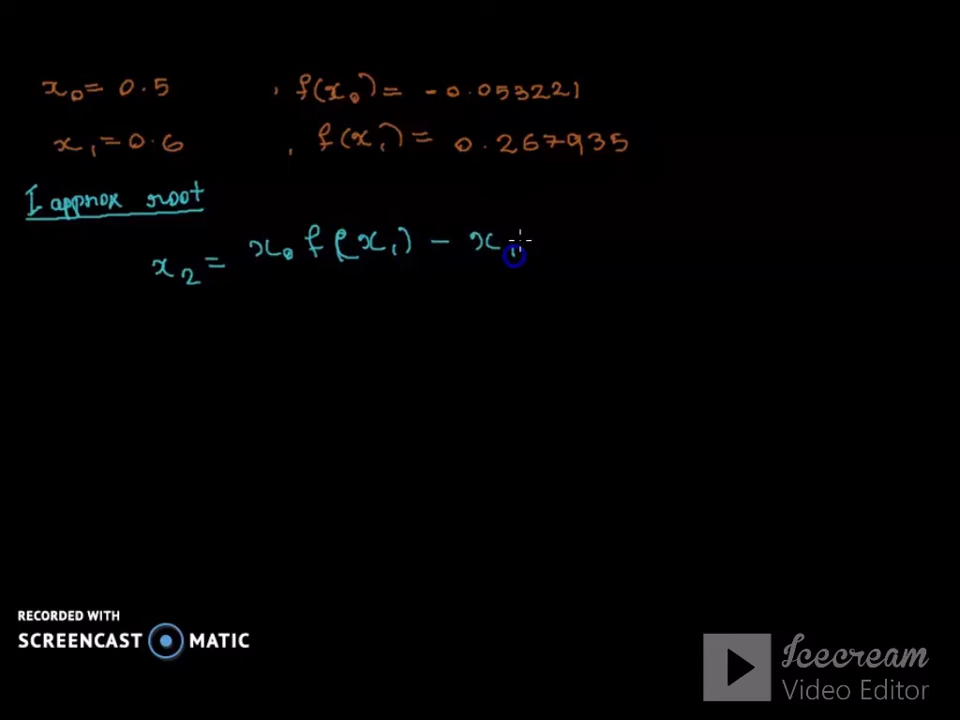 x₀ = 0.5 , f(x₀) = -0.053221
x₁ = 0.6 , f(x₁) = 0.267935
I approx root
x₂ = x₀ f(x₁) - x₁
RECORDED WITH
SCREENCAST MATIC
Icecream
Video Editor